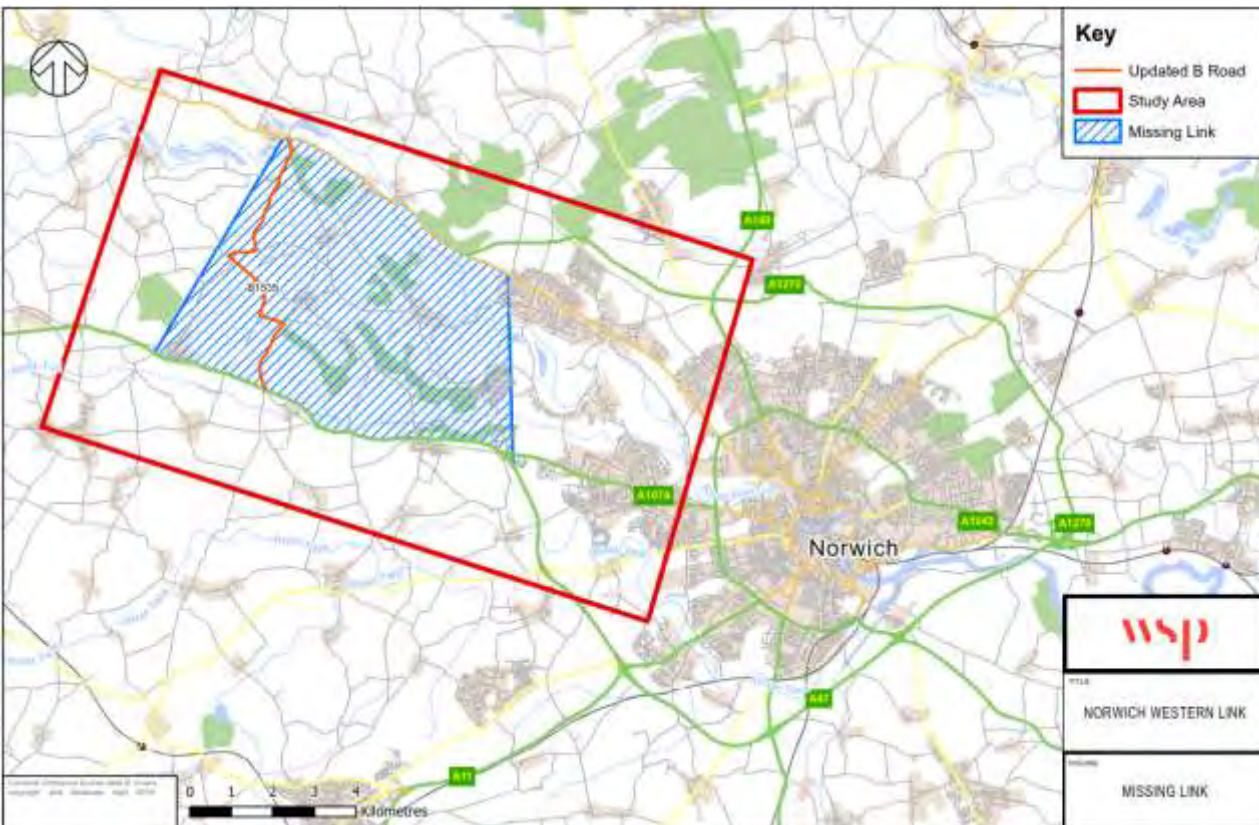 Key
Updated B Road
Study Area
Missing Link
A140
A1270
B1535
A1074
Norwich
A1042
A1270
A47
A11
wsp
TITLE
NORWICH WESTERN LINK
MISSING LINK
0 1 2 3 4
Kilometres